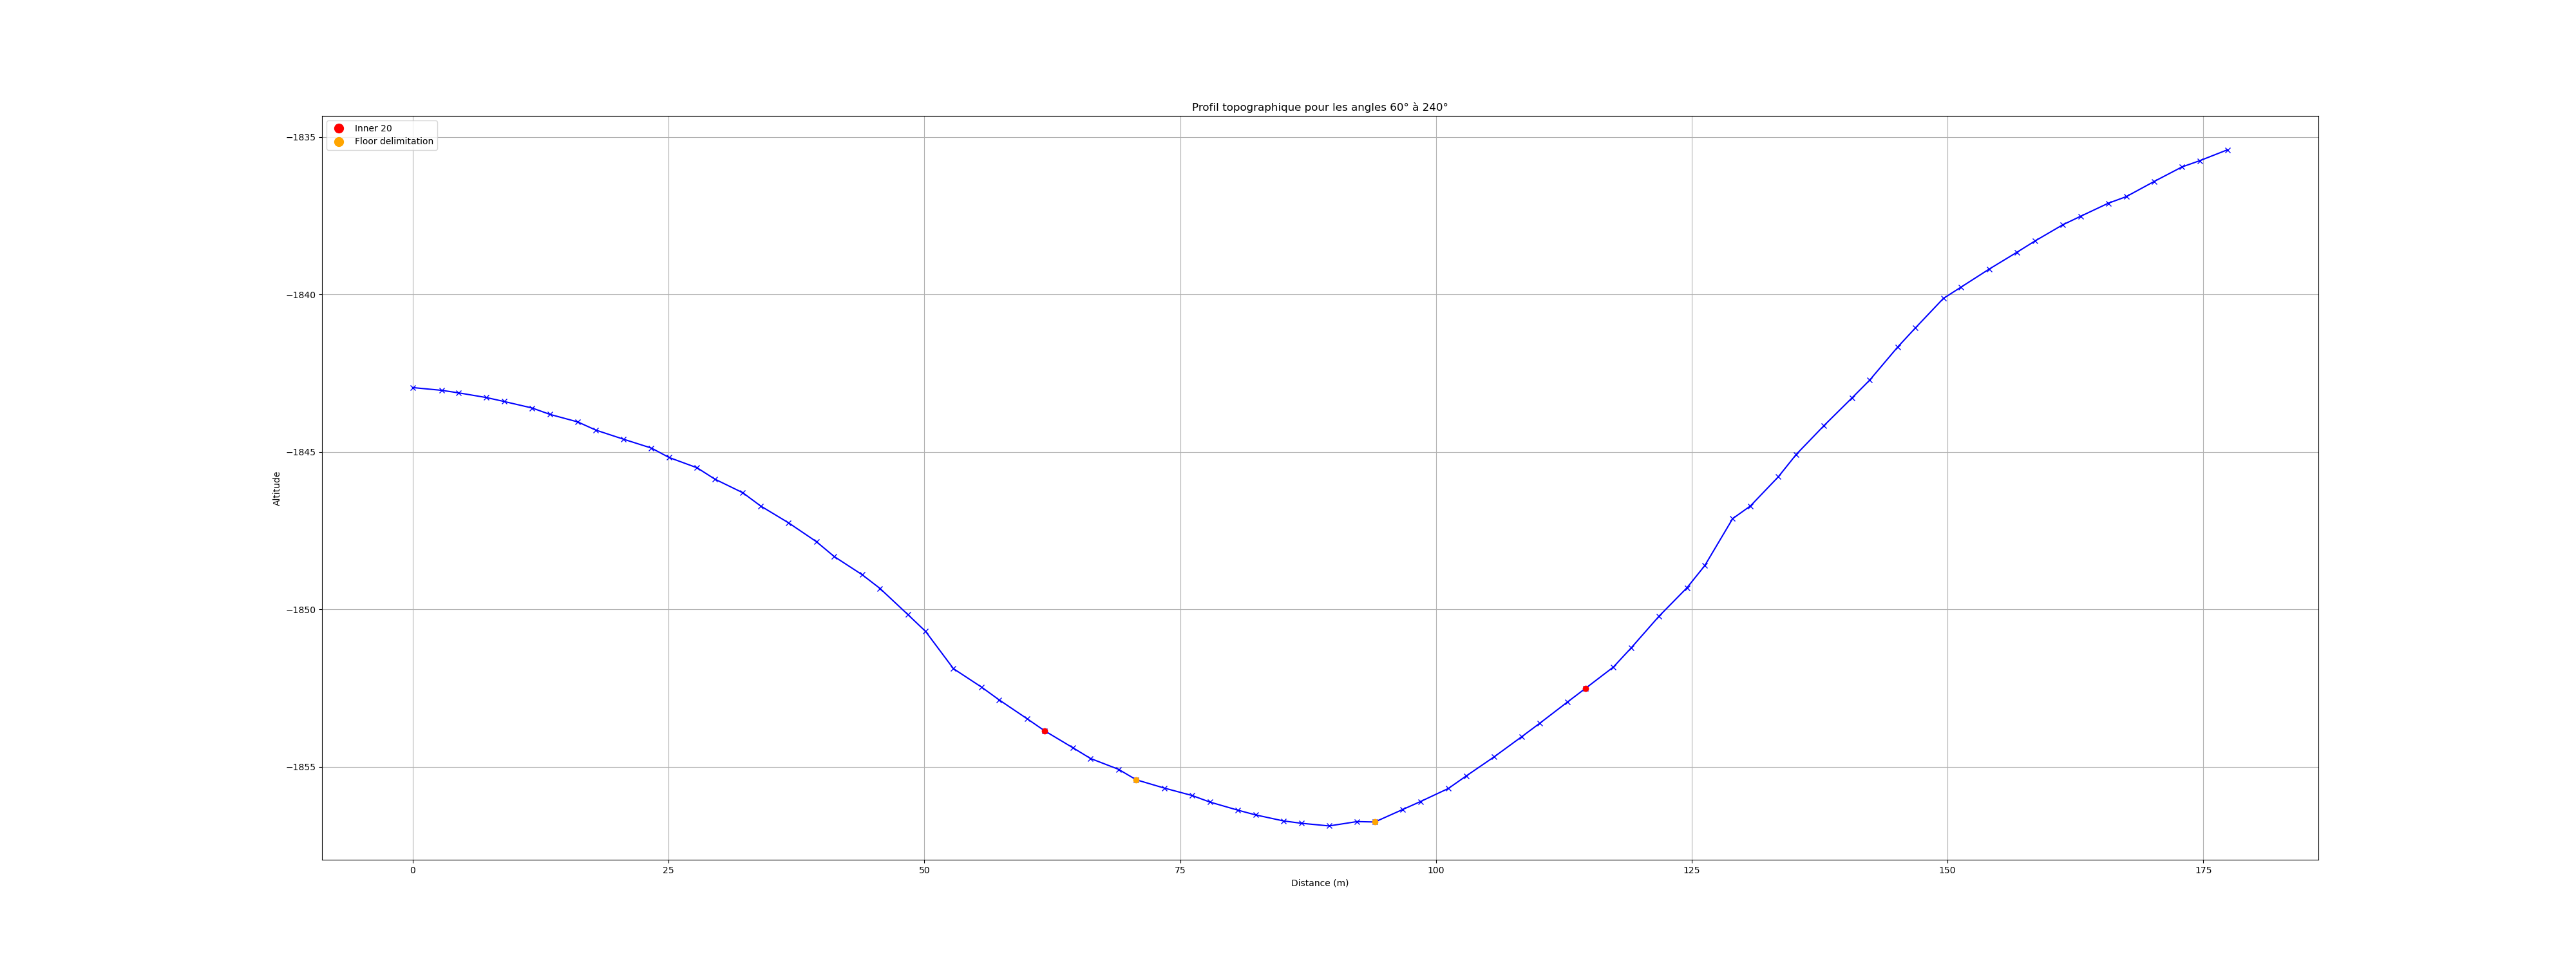 Profil topographique pour les angles 60° à 240°
Inner 20
Floor delimitation
−1835
−1840
−1845
−1850
−1855
Altitude
0 25 50 75 100 125 150 175
Distance (m)